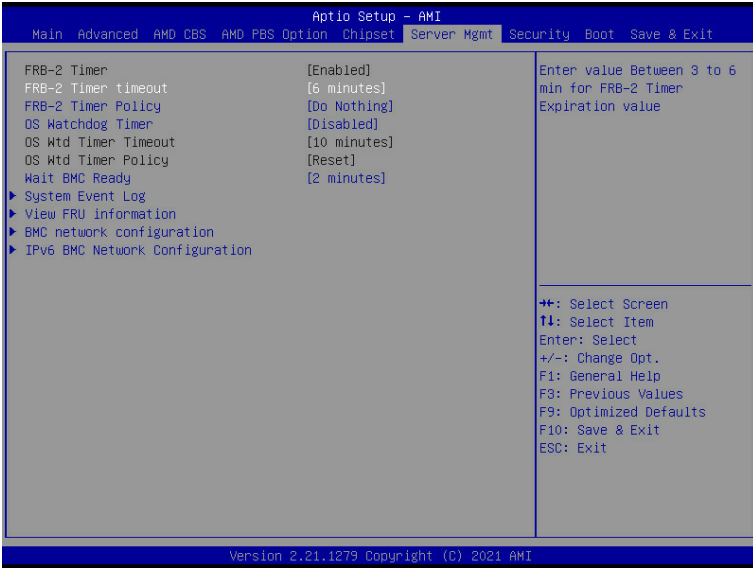 Aptio Setup – AMI
Main Advanced AMD CBS AMD PBS Option Chipset Server Mgmt Security Boot Save & Exit
FRB-2 Timer [Enabled]
FRB-2 Timer timeout [6 minutes]
FRB-2 Timer Policy [Do Nothing]
OS Watchdog Timer [Disabled]
OS Wtd Timer Timeout [10 minutes]
OS Wtd Timer Policy [Reset]
Wait BMC Ready [2 minutes]
System Event Log
View FRU information
BMC network configuration
IPv6 BMC Network Configuration
Enter value Between 3 to 6
min for FRB-2 Timer
Expiration value
→←: Select Screen
↑↓: Select Item
Enter: Select
+/-: Change Opt.
F1: General Help
F3: Previous Values
F9: Optimized Defaults
F10: Save & Exit
ESC: Exit
Version 2.21.1279 Copyright (C) 2021 AMI